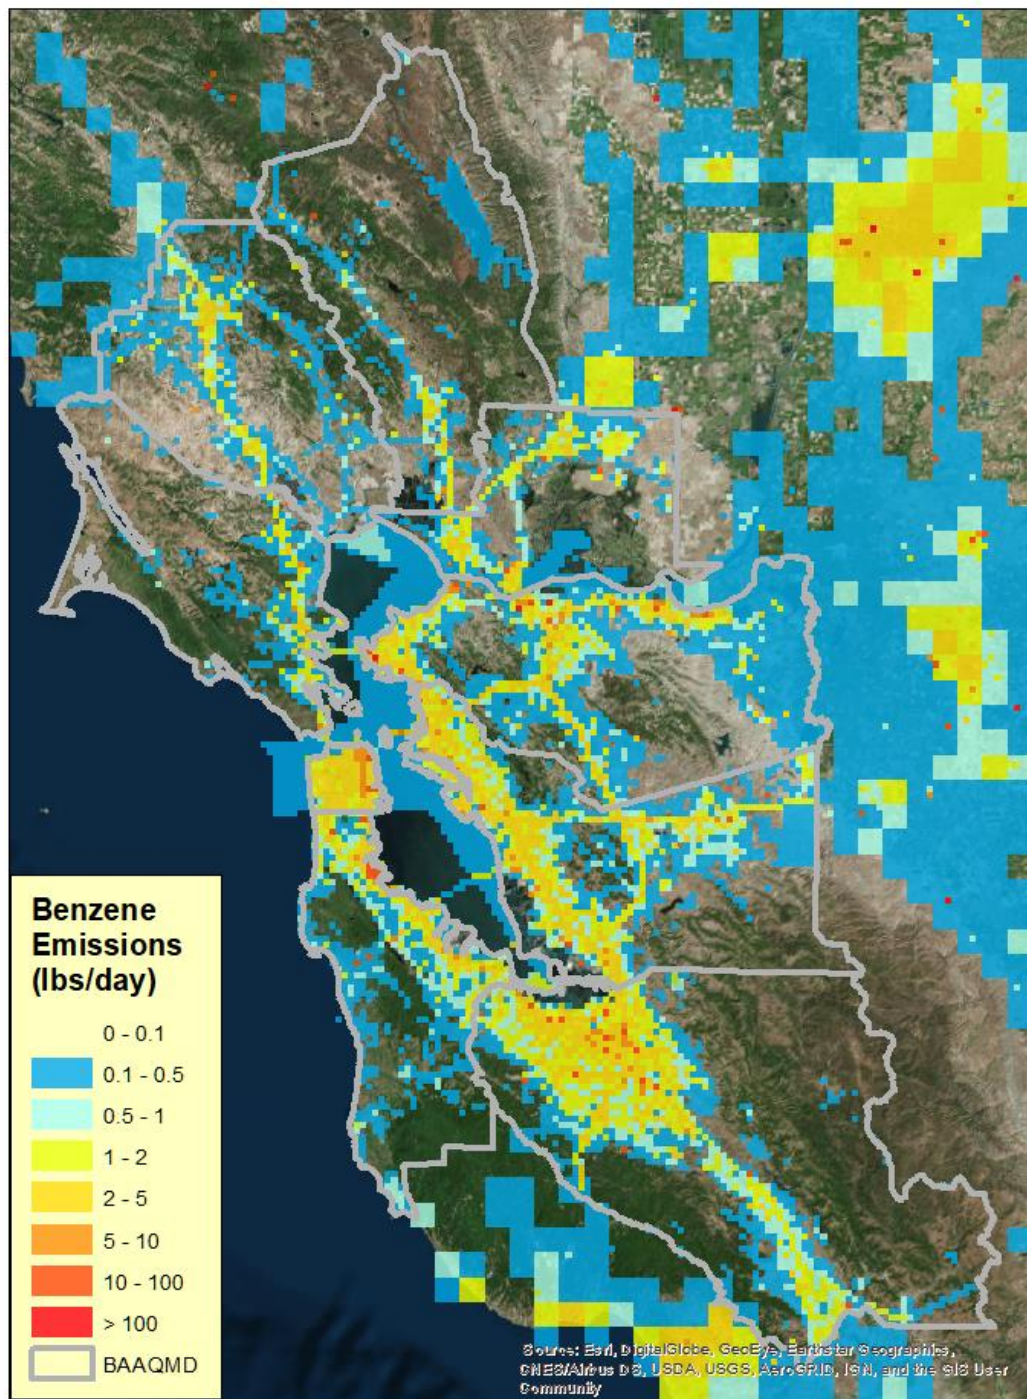 Benzene
Emissions
(lbs/day)
0 - 0.1
0.1 - 0.5
0.5 - 1
1 - 2
2 - 5
5 - 10
10 - 100
> 100
BAAQMD
Source: Esri, DigitalGlobe, GeoEye, Earthstar Geographics,
CNES/Airbus DS, USDA, USGS, AeroGRID, IGN, and the GIS User
Community